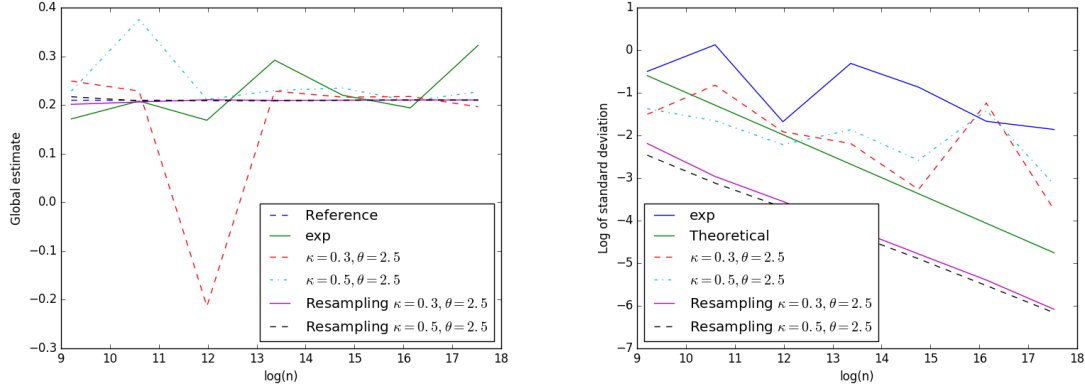 0.4
0.3
0.2
0.1
0.0
−0.1
−0.2
−0.3
Global estimate
9 10 11 12 13 14 15 16 17 18
log(n)
Reference
exp
κ = 0.3, θ = 2.5
κ = 0.5, θ = 2.5
Resampling κ = 0.3, θ = 2.5
Resampling κ = 0.5, θ = 2.5
1
0
−1
−2
−3
−4
−5
−6
−7
Log of standard deviation
9 10 11 12 13 14 15 16 17 18
log(n)
exp
Theoretical
κ = 0.3, θ = 2.5
κ = 0.5, θ = 2.5
Resampling κ = 0.3, θ = 2.5
Resampling κ = 0.5, θ = 2.5